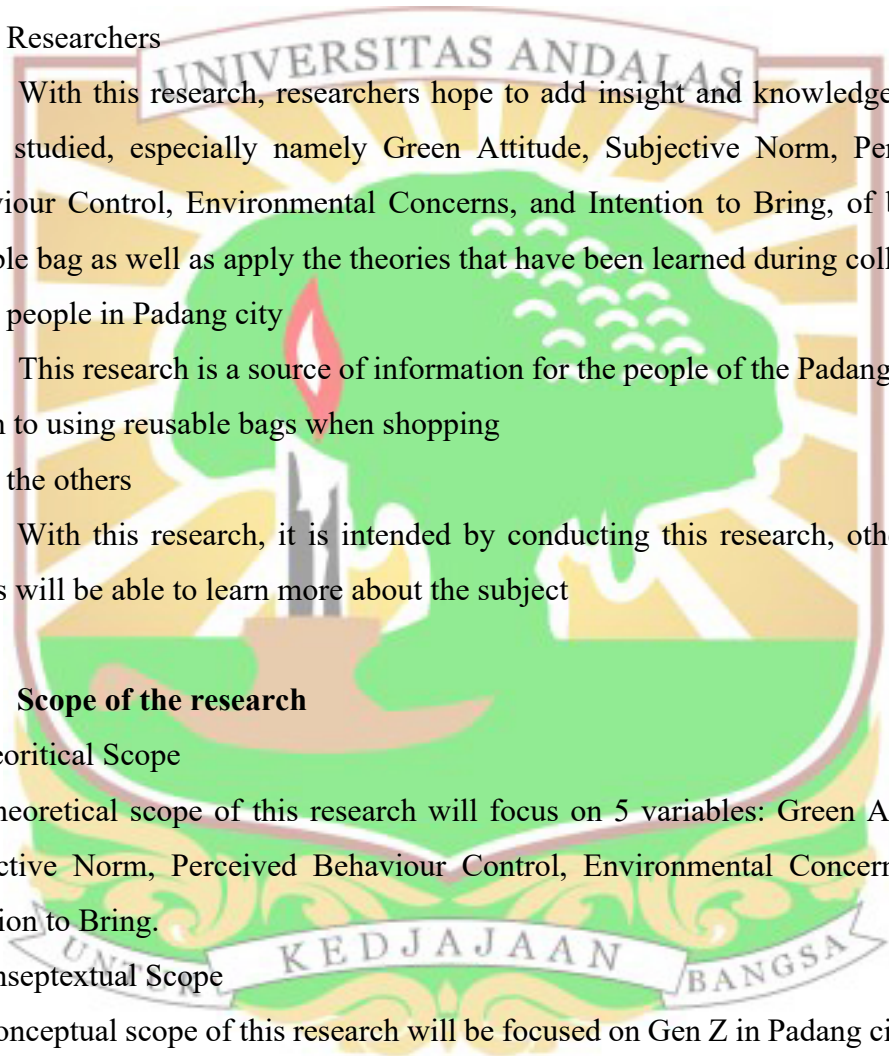 UNIVERSITAS ANDALAS
Researchers
With this research, researchers hope to add insight and knowledge
studied, especially namely Green Attitude, Subjective Norm, Per
viour Control, Environmental Concerns, and Intention to Bring, of b
ble bag as well as apply the theories that have been learned during coll
people in Padang city
This research is a source of information for the people of the Padang
n to using reusable bags when shopping
the others
With this research, it is intended by conducting this research, othe
s will be able to learn more about the subject
Scope of the research
eoritical Scope
heoretical scope of this research will focus on 5 variables: Green A
ctive Norm, Perceived Behaviour Control, Environmental Concern
ion to Bring.
nseptextual Scope
onceptual scope of this research will be focused on Gen Z in Padang ci
UNTUK KEDJAJAAN BANGSA